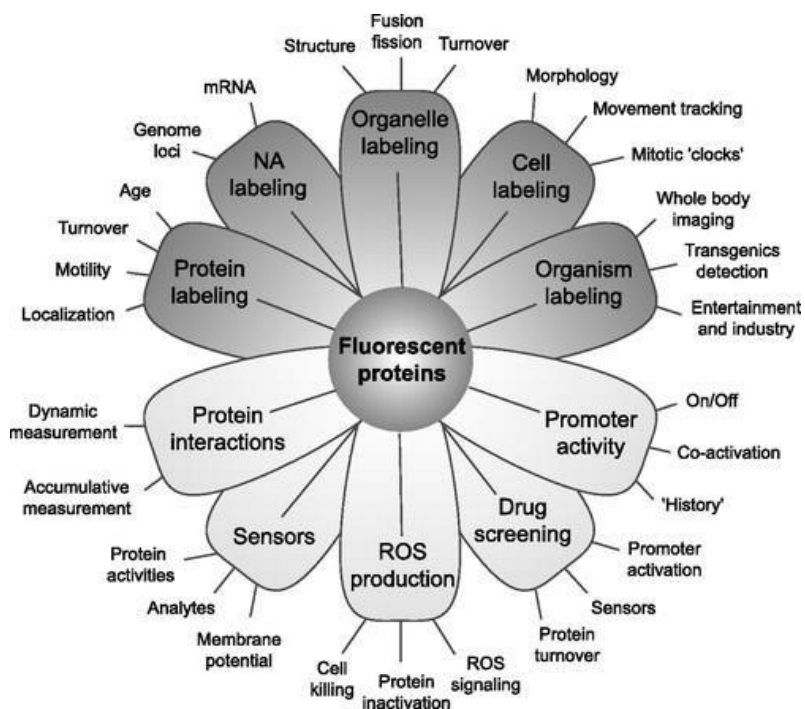 Fusion
fission
Structure
Turnover
Organelle
labeling
Morphology
Movement tracking
Mitotic 'clocks'
Cell
labeling
Whole body
imaging
Transgenics
detection
Entertainment
and industry
Organism
labeling
On/Off
Co-activation
'History'
Promoter
activity
Promoter
activation
Sensors
Protein
turnover
Drug
screening
ROS
signaling
Protein
inactivation
Cell
killing
ROS
production
Membrane
potential
Analytes
Protein
activities
Sensors
Accumulative
measurement
Dynamic
measurement
Protein
interactions
Localization
Motility
Turnover
Age
Protein
labeling
Genome
loci
mRNA
NA
labeling
Fluorescent
proteins